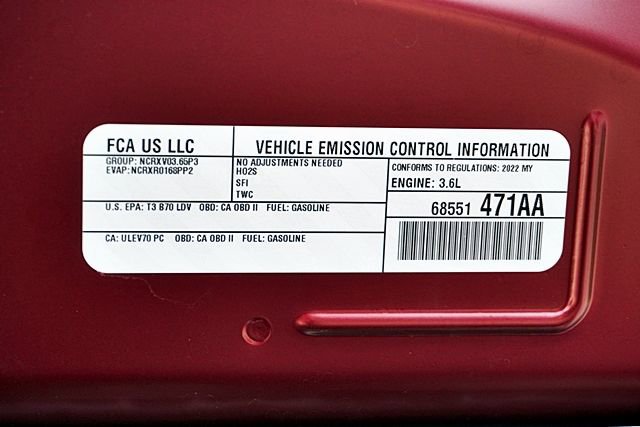 FCA US LLC
VEHICLE EMISSION CONTROL INFORMATION
GROUP: NCRXV03.65P3
EVAP: NCRXR0168PP2
NO ADJUSTMENTS NEEDED
HO2S
SFI
TWC
CONFORMS TO REGULATIONS: 2022 MY
ENGINE: 3.6L
U.S. EPA: T3 B70 LDV OBD: CA OBD II FUEL: GASOLINE
68551 471AA
CA: ULEV70 PC OBD: CA OBD II FUEL: GASOLINE